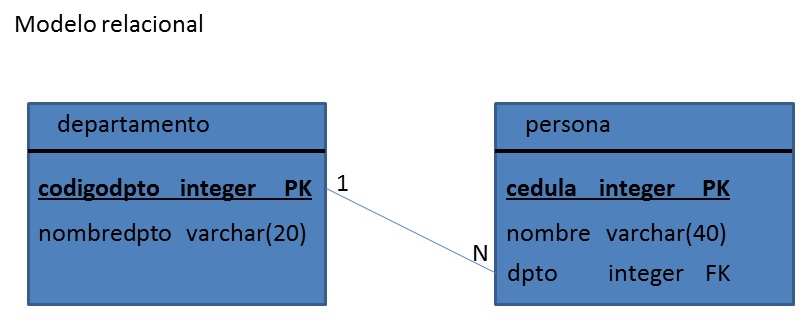 Modelo relacional
departamento
codigodpto integer PK
nombredpto varchar(20)
1
N
persona
cedula integer PK
nombre varchar(40)
dpto integer FK